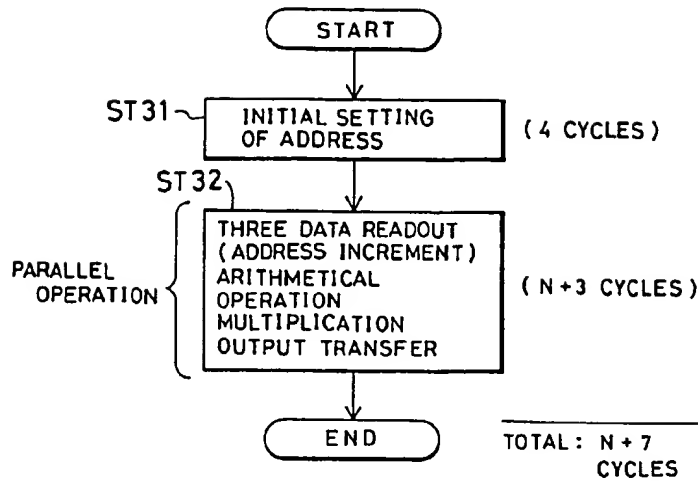 START
ST31
INITIAL SETTING
OF ADDRESS
(4 CYCLES)
ST32
PARALLEL
OPERATION
THREE DATA READOUT
(ADDRESS INCREMENT)
ARITHMETICAL
OPERATION
MULTIPLICATION
OUTPUT TRANSFER
(N+3 CYCLES)
END
TOTAL: N+7
CYCLES